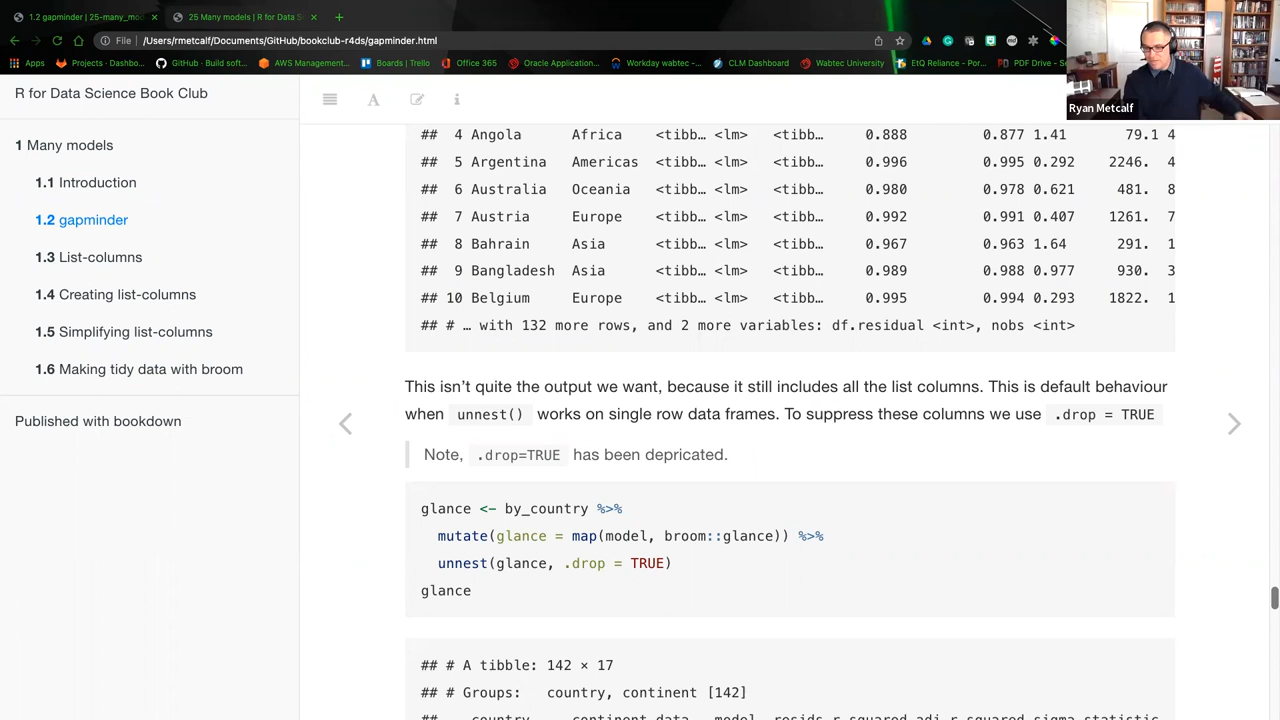 1.2 gapminder | 25-many_mod
25 Many models | R for Data S
File
/Users/rmetcalf/Documents/GitHub/bookclub-r4ds/gapminder.html
Apps
Projects · Dashbo...
GitHub · Build soft...
AWS Management...
Boards | Trello
Office 365
Oracle Application...
Workday wabtec -...
CLM Dashboard
Wabtec University
EtQ Reliance - Por...
PDF Drive - Se
Ryan Metcalf
R for Data Science Book Club
1 Many models
1.1 Introduction
1.2 gapminder
1.3 List-columns
1.4 Creating list-columns
1.5 Simplifying list-columns
1.6 Making tidy data with broom
Published with bookdown
## 4 Angola Africa <tibb… <lm> <tibb… 0.888 0.877 1.41 79.1 4
## 5 Argentina Americas <tibb… <lm> <tibb… 0.996 0.995 0.292 2246. 4
## 6 Australia Oceania <tibb… <lm> <tibb… 0.980 0.978 0.621 481. 8
## 7 Austria Europe <tibb… <lm> <tibb… 0.992 0.991 0.407 1261. 7
## 8 Bahrain Asia <tibb… <lm> <tibb… 0.967 0.963 1.64 291. 1
## 9 Bangladesh Asia <tibb… <lm> <tibb… 0.989 0.988 0.977 930. 3
## 10 Belgium Europe <tibb… <lm> <tibb… 0.995 0.994 0.293 1822. 1
## # … with 132 more rows, and 2 more variables: df.residual <int>, nobs <int>
This isn’t quite the output we want, because it still includes all the list columns. This is default behaviour
when unnest() works on single row data frames. To suppress these columns we use .drop = TRUE
Note, .drop=TRUE has been depricated.
glance <- by_country %>%
mutate(glance = map(model, broom::glance)) %>%
unnest(glance, .drop = TRUE)
glance
## # A tibble: 142 × 17
## # Groups: country, continent [142]
## country continent data model resids r.squared adj.r.squared sigma statistic